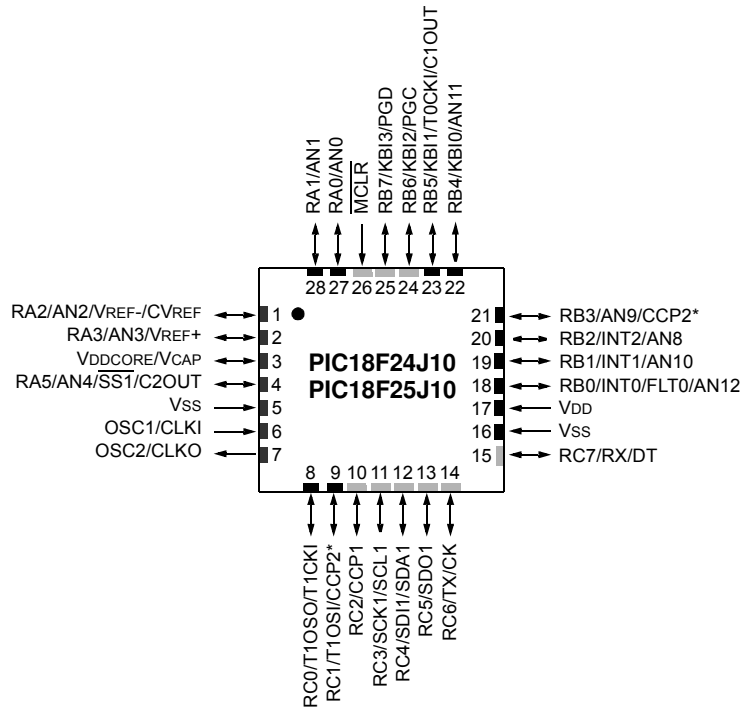 RA1/AN1
RA0/AN0
MCLR
RB7/KBI3/PGD
RB6/KBI2/PGC
RB5/KBI1/T0CKI/C1OUT
RB4/KBI0/AN11
28 27 26 25 24 23 22
RA2/AN2/VREF-/CVREF
RA3/AN3/VREF+
VDDCORE/VCAP
RA5/AN4/SS1/C2OUT
VSS
OSC1/CLKI
OSC2/CLKO
1
2
3
4
5
6
7
PIC18F24J10
PIC18F25J10
21
20
19
18
17
16
15
RB3/AN9/CCP2*
RB2/INT2/AN8
RB1/INT1/AN10
RB0/INT0/FLT0/AN12
VDD
VSS
RC7/RX/DT
8 9 10 11 12 13 14
RC0/T1OSO/T1CKI
RC1/T1OSI/CCP2*
RC2/CCP1
RC3/SCK1/SCL1
RC4/SDI1/SDA1
RC5/SDO1
RC6/TX/CK